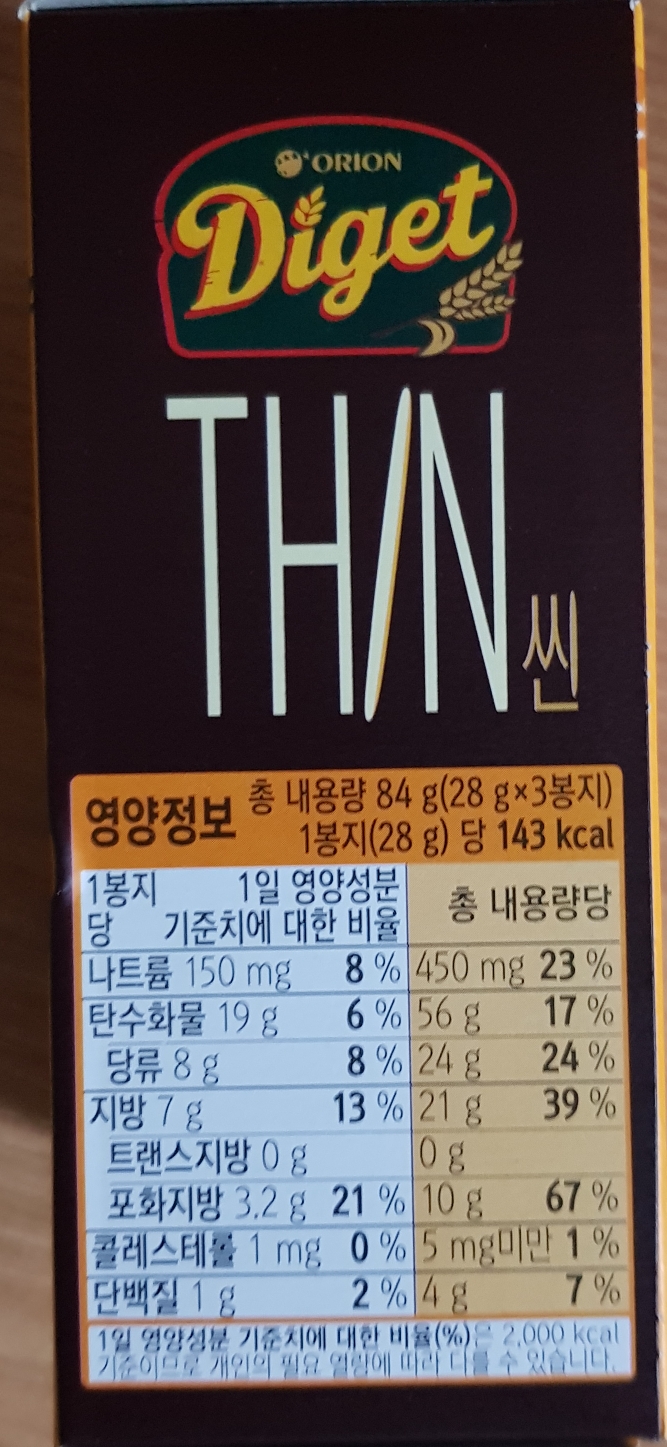 ORION
Diget
THIN
씬
영양정보 총 내용량 84 g(28 g×3봉지)
1봉지(28 g) 당 143 kcal
1봉지 1일 영양성분
당 기준치에 대한 비율 총 내용량당
나트륨 150 mg 8 % 450 mg 23 %
탄수화물 19 g 6 % 56 g 17 %
당류 8 g 8 % 24 g 24 %
지방 7 g 13 % 21 g 39 %
트랜스지방 0 g 0 g
포화지방 3.2 g 21 % 10 g 67 %
콜레스테롤 1 mg 0 % 5 mg미만 1 %
단백질 1 g 2 % 4 g 7 %
1일 영양성분 기준치에 대한 비율(%)은 2,000 kcal
기준이므로 개인의 필요 열량에 따라 다를 수 있습니다.